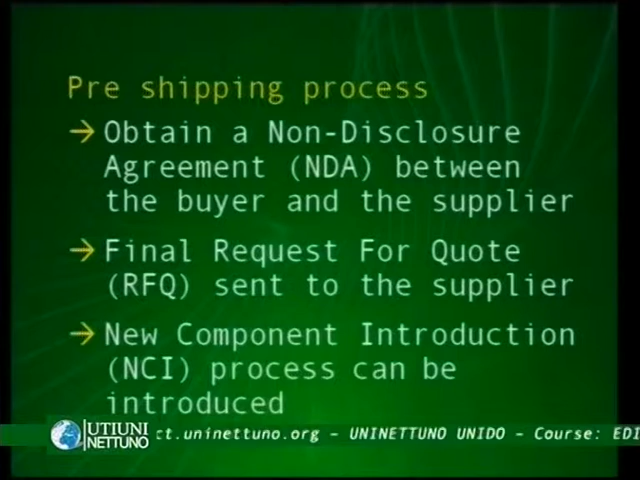 Pre shipping process
→ Obtain a Non-Disclosure
Agreement (NDA) between
the buyer and the supplier
→ Final Request For Quote
(RFQ) sent to the supplier
→ New Component Introduction
(NCI) process can be
introduced
UTIUNI
NETTUNO
ct.uninettuno.org – UNINETTUNO UNIDO – Course: EDI